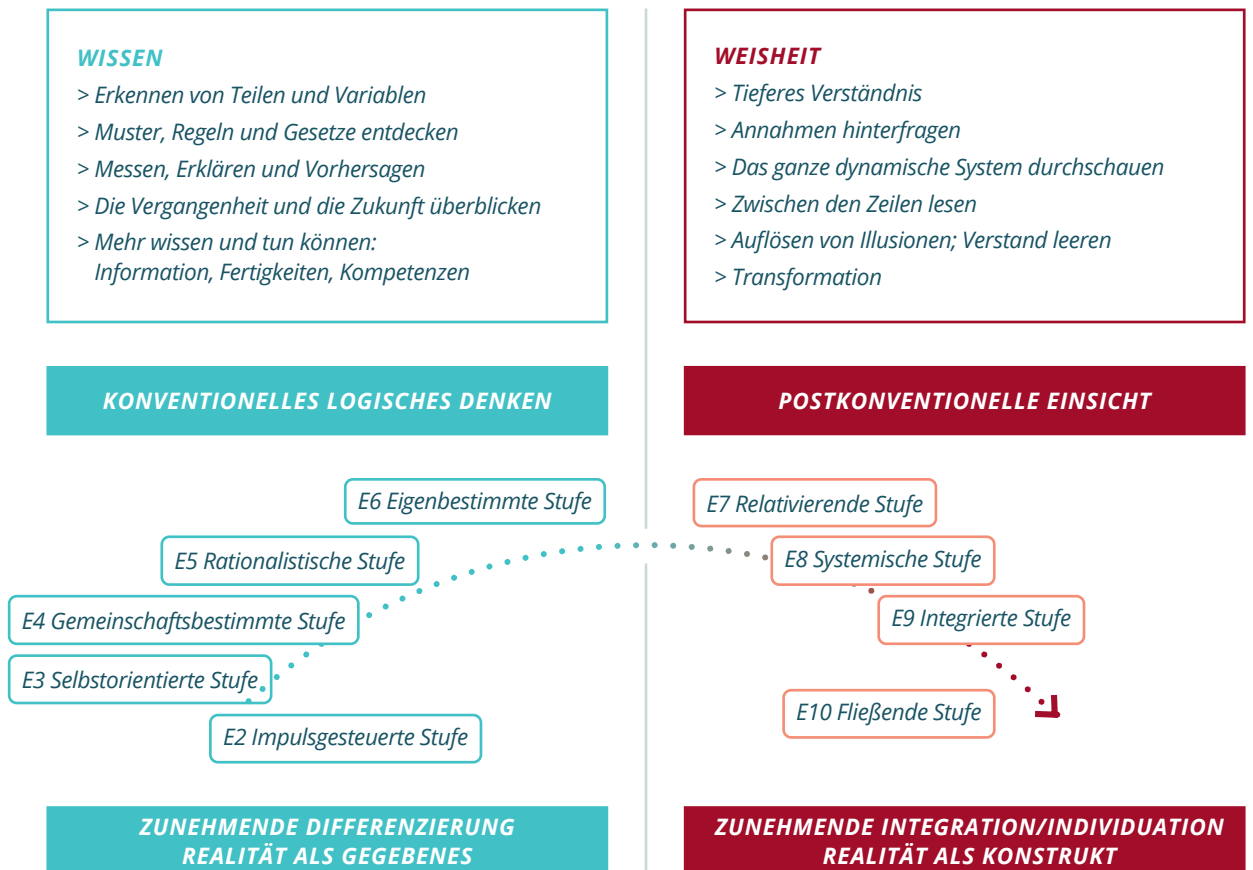 WISSEN
> Erkennen von Teilen und Variablen
> Muster, Regeln und Gesetze entdecken
> Messen, Erklären und Vorhersagen
> Die Vergangenheit und die Zukunft überblicken
> Mehr wissen und tun können:
Information, Fertigkeiten, Kompetenzen
WEISHEIT
> Tieferes Verständnis
> Annahmen hinterfragen
> Das ganze dynamische System durchschauen
> Zwischen den Zeilen lesen
> Auflösen von Illusionen; Verstand leeren
> Transformation
KONVENTIONELLES LOGISCHES DENKEN
POSTKONVENTIONELLE EINSICHT
E6 Eigenbestimmte Stufe
E5 Rationalistische Stufe
E4 Gemeinschaftsbestimmte Stufe
E3 Selbstorientierte Stufe
E2 Impulsgesteuerte Stufe
E7 Relativierende Stufe
E8 Systemische Stufe
E9 Integrierte Stufe
E10 Fließende Stufe
ZUNEHMENDE DIFFERENZIERUNG
REALITÄT ALS GEGEBENES
ZUNEHMENDE INTEGRATION/INDIVIDUATION
REALITÄT ALS KONSTRUKT